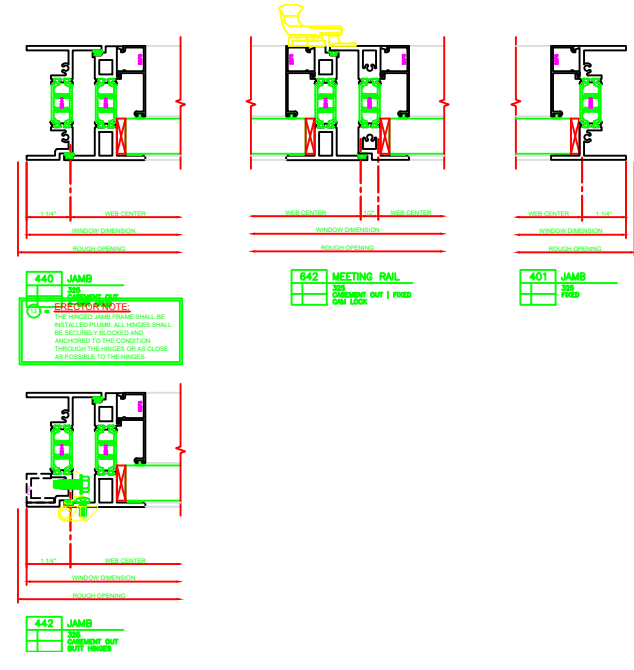 1 1/4"
WEB CENTER
WINDOW DIMENSION
ROUGH OPENING
WEB CENTER
1/2"
WEB CENTER
WINDOW DIMENSION
ROUGH OPENING
WEB CENTER
1 1/4"
WINDOW DIMENSION
ROUGH OPENING
440 JAMB
325
CASEMENT OUT
642 MEETING RAIL
325
CASEMENT OUT | FIXED
CAM LOCK
401 JAMB
325
FIXED
ERECTOR NOTE:
THE HINGED JAMB FRAME SHALL BE
INSTALLED PLUMB. ALL HINGES SHALL
BE SECURELY BLOCKED AND
ANCHORED TO THE CONDITION
THROUGH THE HINGES OR AS CLOSE
AS POSSIBLE TO THE HINGES.
1 1/4"
WEB CENTER
WINDOW DIMENSION
ROUGH OPENING
442 JAMB
325
CASEMENT OUT
BUTT HINGES